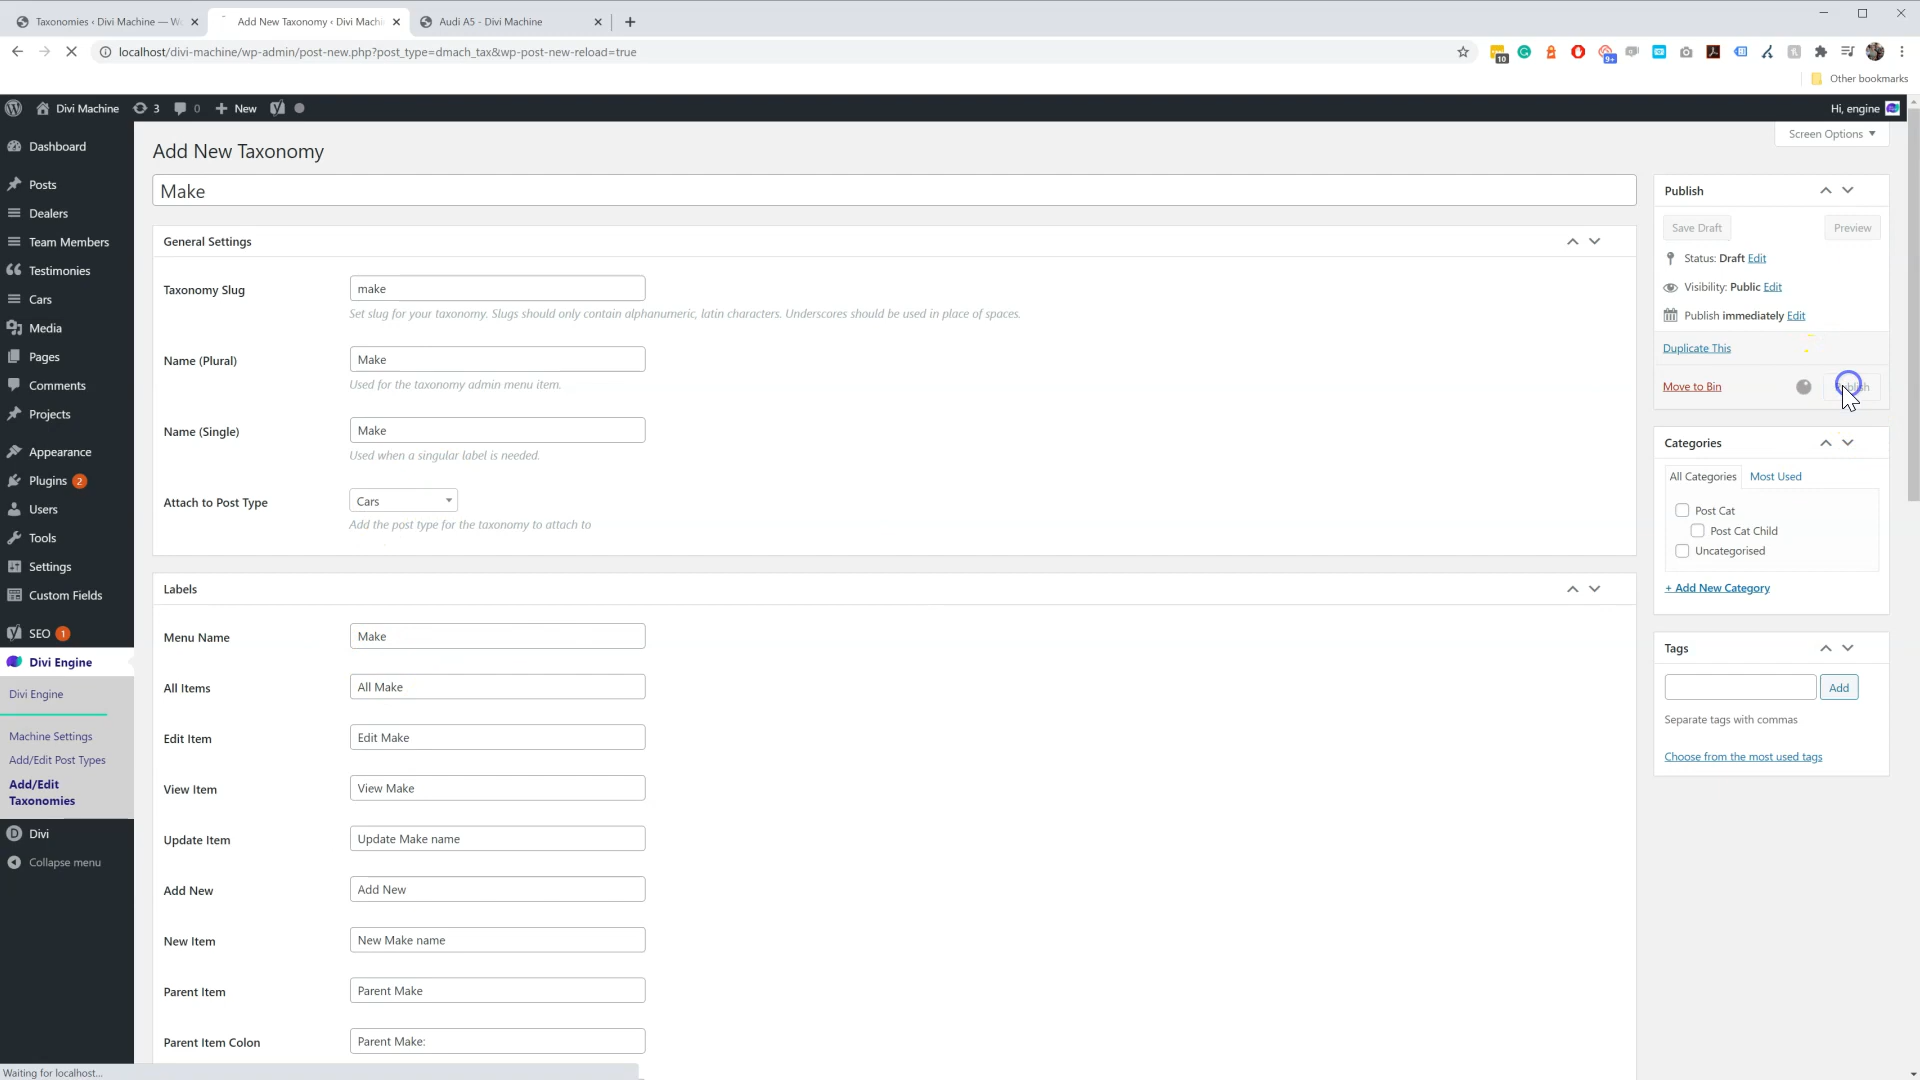 Taxonomies ‹ Divi Machine — W
Add New Taxonomy ‹ Divi Machi
Audi A5 - Divi Machine
localhost/divi-machine/wp-admin/post-new.php?post_type=dmach_tax&wp-post-new-reload=true
10
9+
Other bookmarks
Divi Machine
3
0
New
Hi, engine
Screen Options
Dashboard
Posts
Dealers
Team Members
Testimonies
Cars
Media
Pages
Comments
Projects
Appearance
Plugins 2
Users
Tools
Settings
Custom Fields
SEO 1
Divi Engine
Divi Engine
Machine Settings
Add/Edit Post Types
Add/Edit
Taxonomies
Divi
Collapse menu
Add New Taxonomy
Make
General Settings
Taxonomy Slug
make
Set slug for your taxonomy. Slugs should only contain alphanumeric, latin characters. Underscores should be used in place of spaces.
Name (Plural)
Make
Used for the taxonomy admin menu item.
Name (Single)
Make
Used when a singular label is needed.
Attach to Post Type
Cars
Add the post type for the taxonomy to attach to
Labels
Menu Name
Make
All Items
All Make
Edit Item
Edit Make
View Item
View Make
Update Item
Update Make name
Add New
Add New
New Item
New Make name
Parent Item
Parent Make
Parent Item Colon
Parent Make:
Publish
Save Draft
Preview
Status: Draft Edit
Visibility: Public Edit
Publish immediately Edit
Duplicate This
Move to Bin
Categories
All Categories
Most Used
Post Cat
Post Cat Child
Uncategorised
+ Add New Category
Tags
Add
Separate tags with commas
Choose from the most used tags
Waiting for localhost...